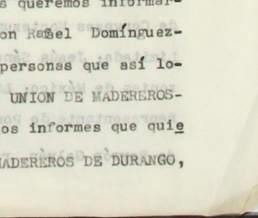 s queremos informar-
on Rafael Domínguez-
personas que así lo-
UNION DE MADEREROS-
os informes que quie
MADEREROS DE DURANGO,